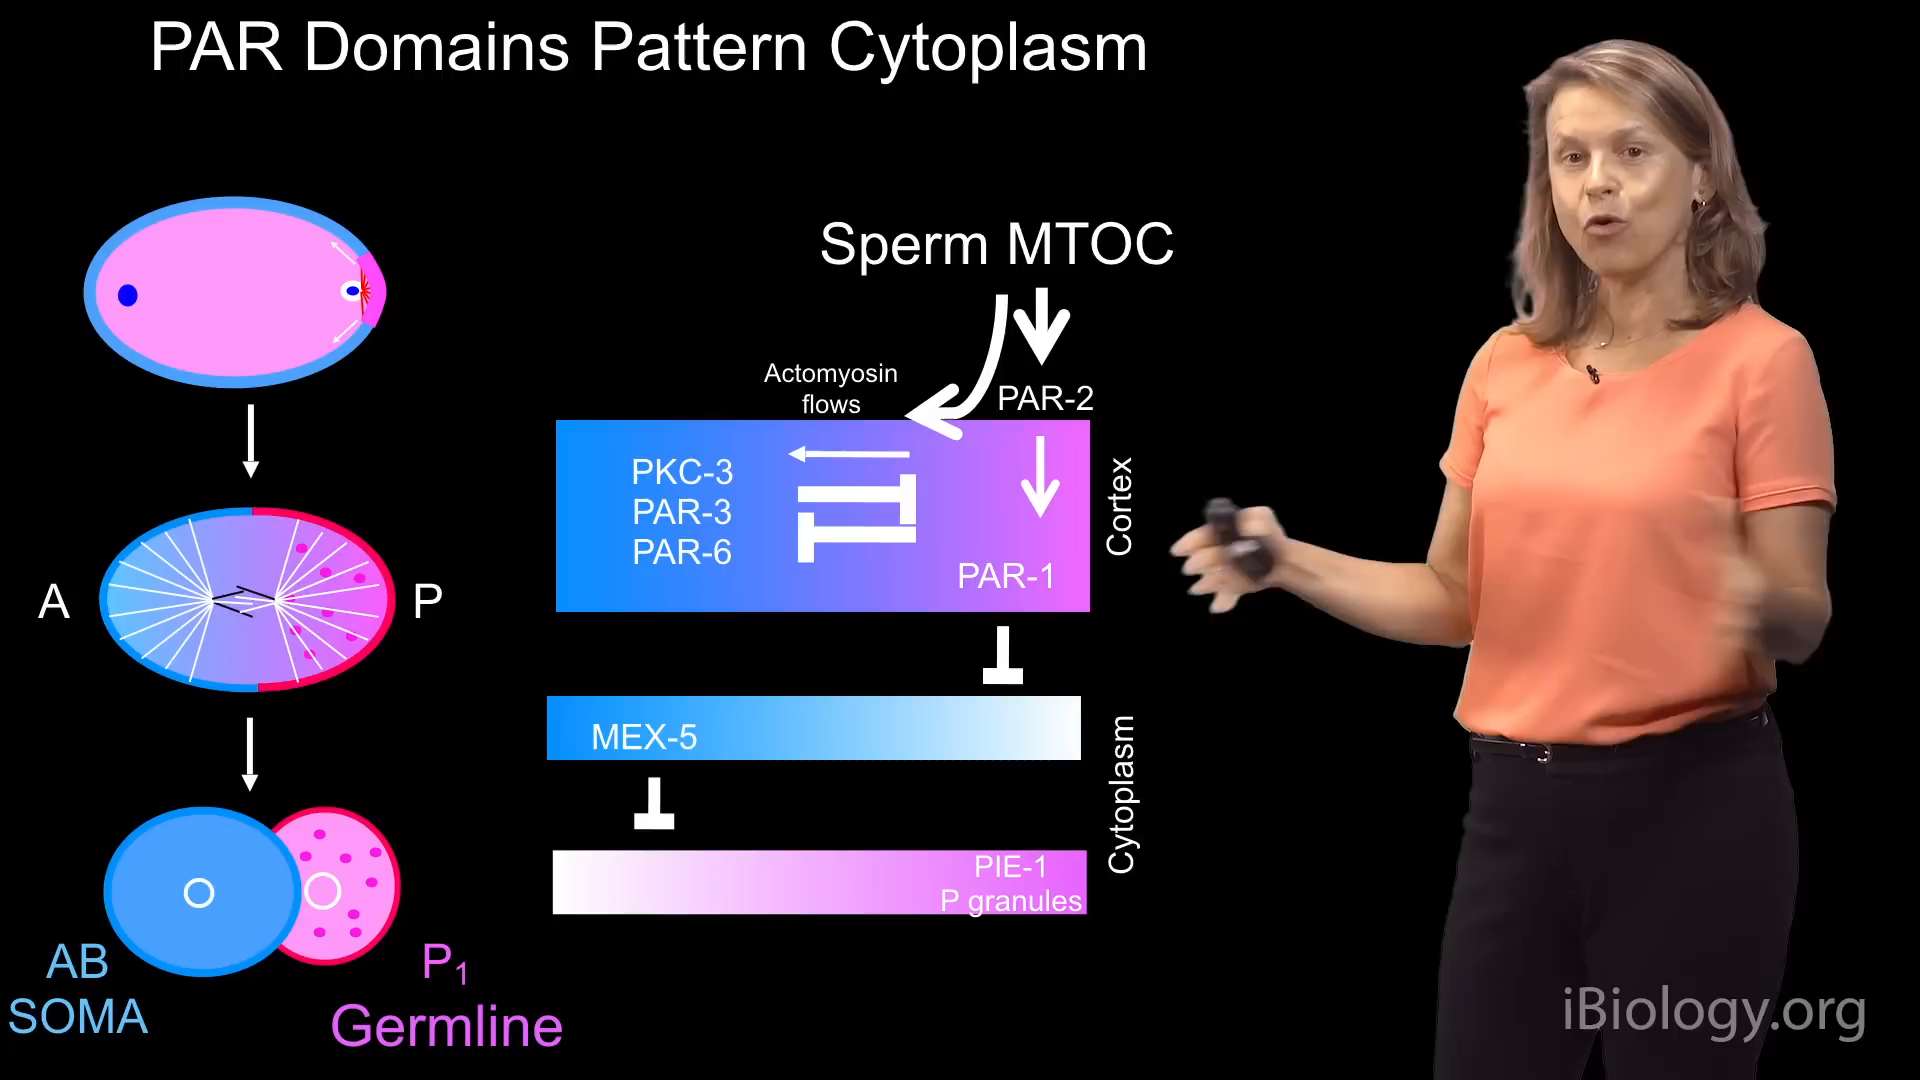 PAR Domains Pattern Cytoplasm
Sperm MTOC
Actomyosin
flows
PAR-2
PKC-3
PAR-3
PAR-6
PAR-1
Cortex
A
P
MEX-5
Cytoplasm
PIE-1
P granules
AB
SOMA
P₁
Germline
iBiology.org